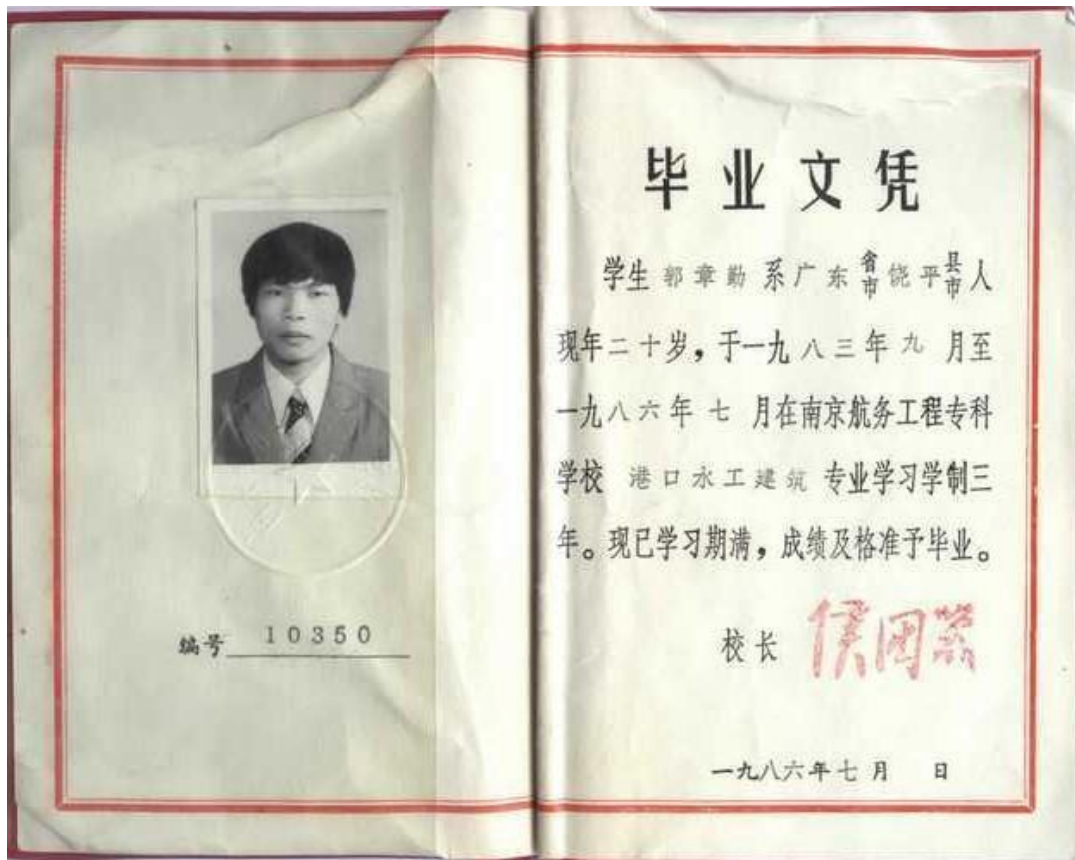 编号 10350
毕业文凭
学生 郭章勤 系广东省市饶平县市人
现年二十岁，于一九八三年九月至
一九八六年七月在南京航务工程专科
学校 港口水工建筑 专业学习学制三
年。现已学习期满，成绩及格准予毕业。
校长
一九八六年七月 日